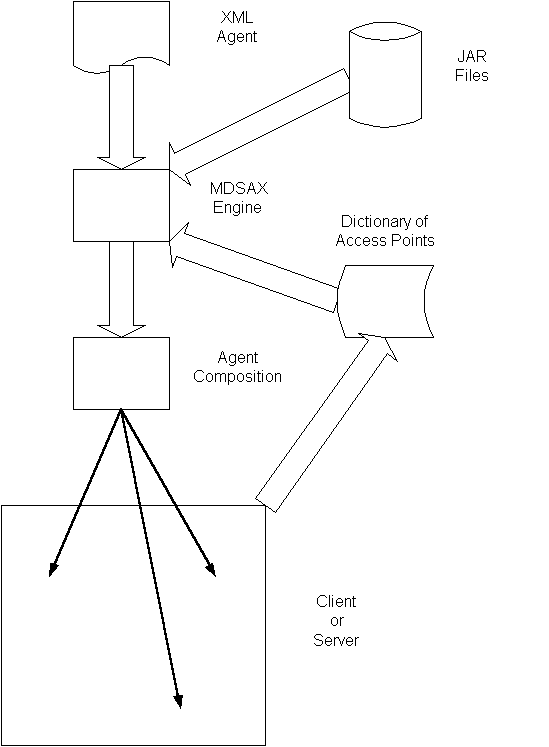 XML
Agent
JAR
Files
MDSAX
Engine
Dictionary of
Access Points
Agent
Composition
Client
or
Server